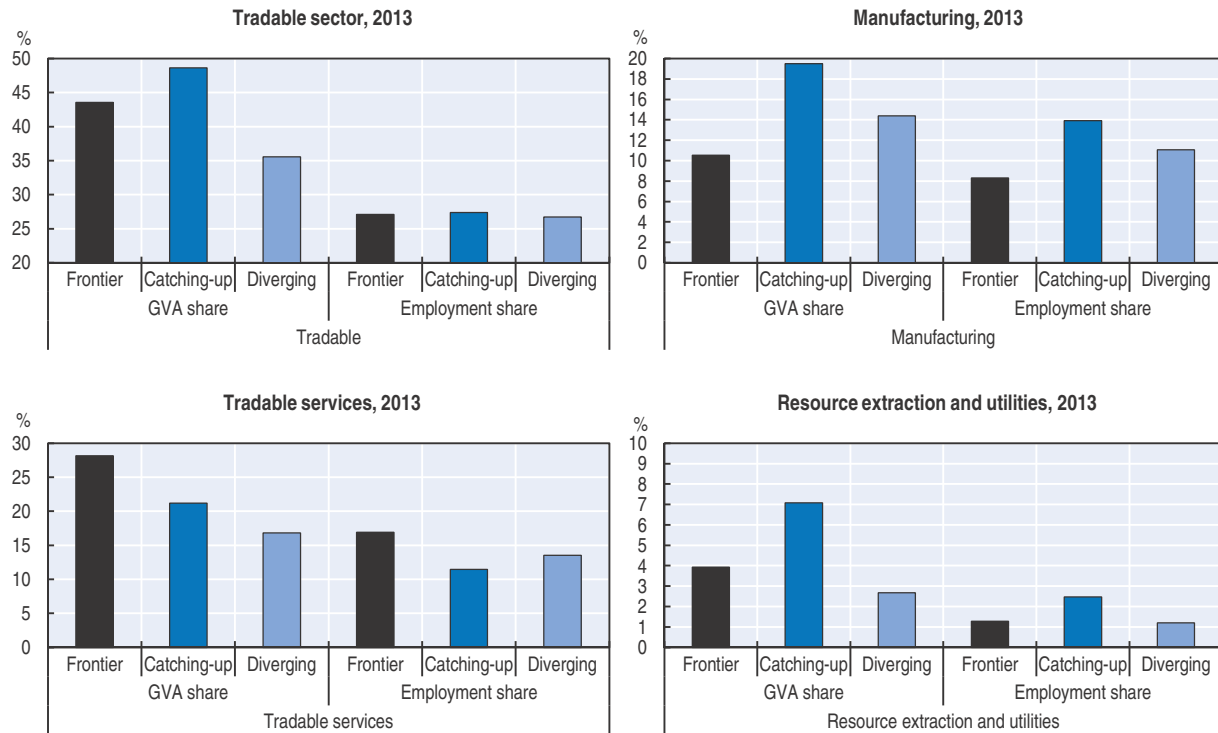 Tradable sector, 2013
%
50
45
40
35
30
25
20
Frontier Catching-up Diverging Frontier Catching-up Diverging
GVA share Employment share
Tradable
Manufacturing, 2013
%
20
18
16
14
12
10
8
6
4
2
0
Frontier Catching-up Diverging Frontier Catching-up Diverging
GVA share Employment share
Manufacturing
Tradable services, 2013
%
30
25
20
15
10
5
0
Frontier Catching-up Diverging Frontier Catching-up Diverging
GVA share Employment share
Tradable services
Resource extraction and utilities, 2013
%
10
9
8
7
6
5
4
3
2
1
0
Frontier Catching-up Diverging Frontier Catching-up Diverging
GVA share Employment share
Resource extraction and utilities